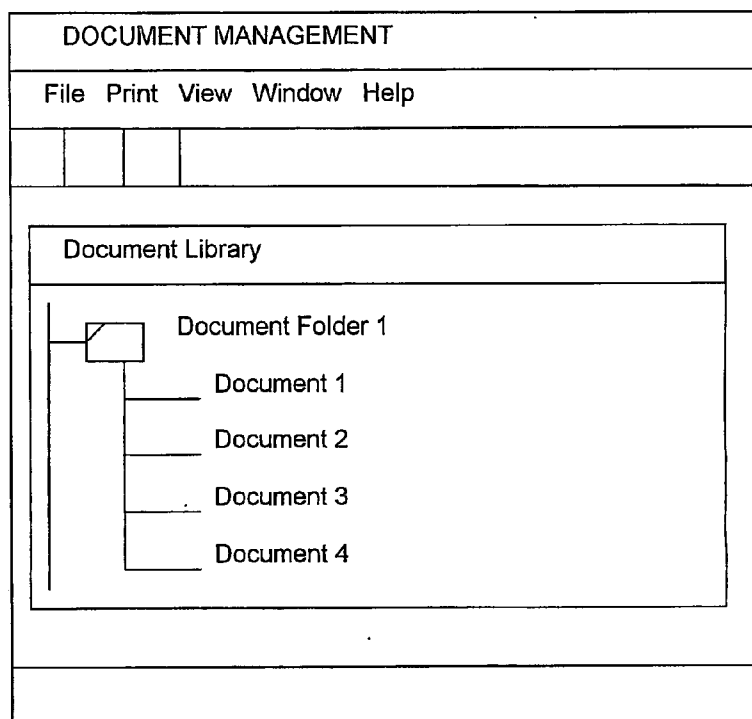 DOCUMENT MANAGEMENT
File Print View Window Help
Document Library
Document Folder 1
Document 1
Document 2
Document 3
Document 4